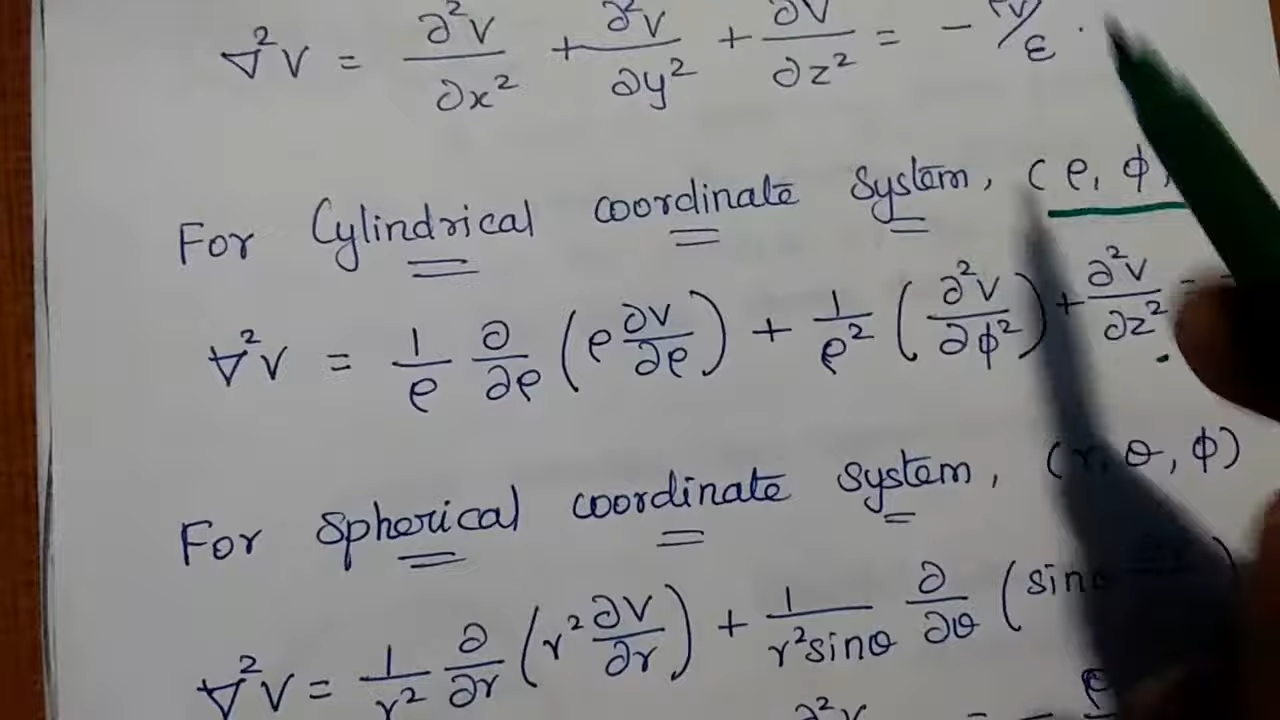 ∇²V = ∂²V/∂x² + ∂²V/∂y² + ∂V/∂z² = - /ε
For Cylindrical coordinate System, (ρ, φ,
∇²V = 1/ρ ∂/∂ρ (ρ ∂V/∂ρ) + 1/ρ² (∂²V/∂φ²) + ∂²V/∂z² =
For Spherical coordinate system, (r, θ, φ)
∇²V = 1/r² ∂/∂r (r² ∂V/∂r) + 1/r²sinθ ∂/∂θ (sinθ
∂²V = - ρ